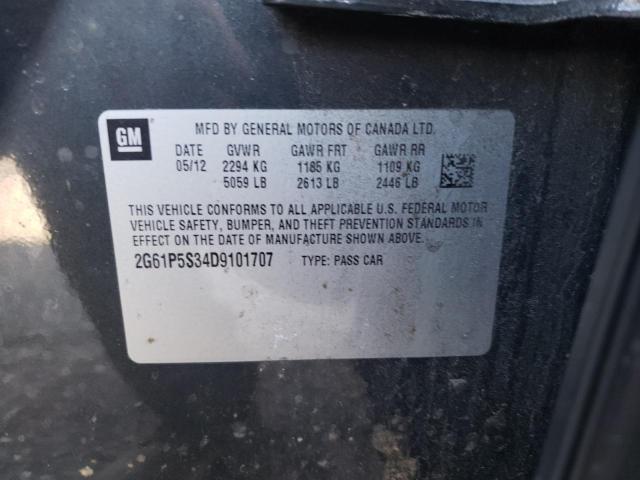 GM
MFD BY GENERAL MOTORS OF CANADA LTD.
DATE GVWR GAWR FRT GAWR RR
05/12 2294 KG 1185 KG 1109 KG
5059 LB 2613 LB 2446 LB
THIS VEHICLE CONFORMS TO ALL APPLICABLE U.S. FEDERAL MOTOR
VEHICLE SAFETY, BUMPER, AND THEFT PREVENTION STANDARDS IN
EFFECT ON THE DATE OF MANUFACTURE SHOWN ABOVE.
2G61P5S34D9101707 TYPE: PASS CAR